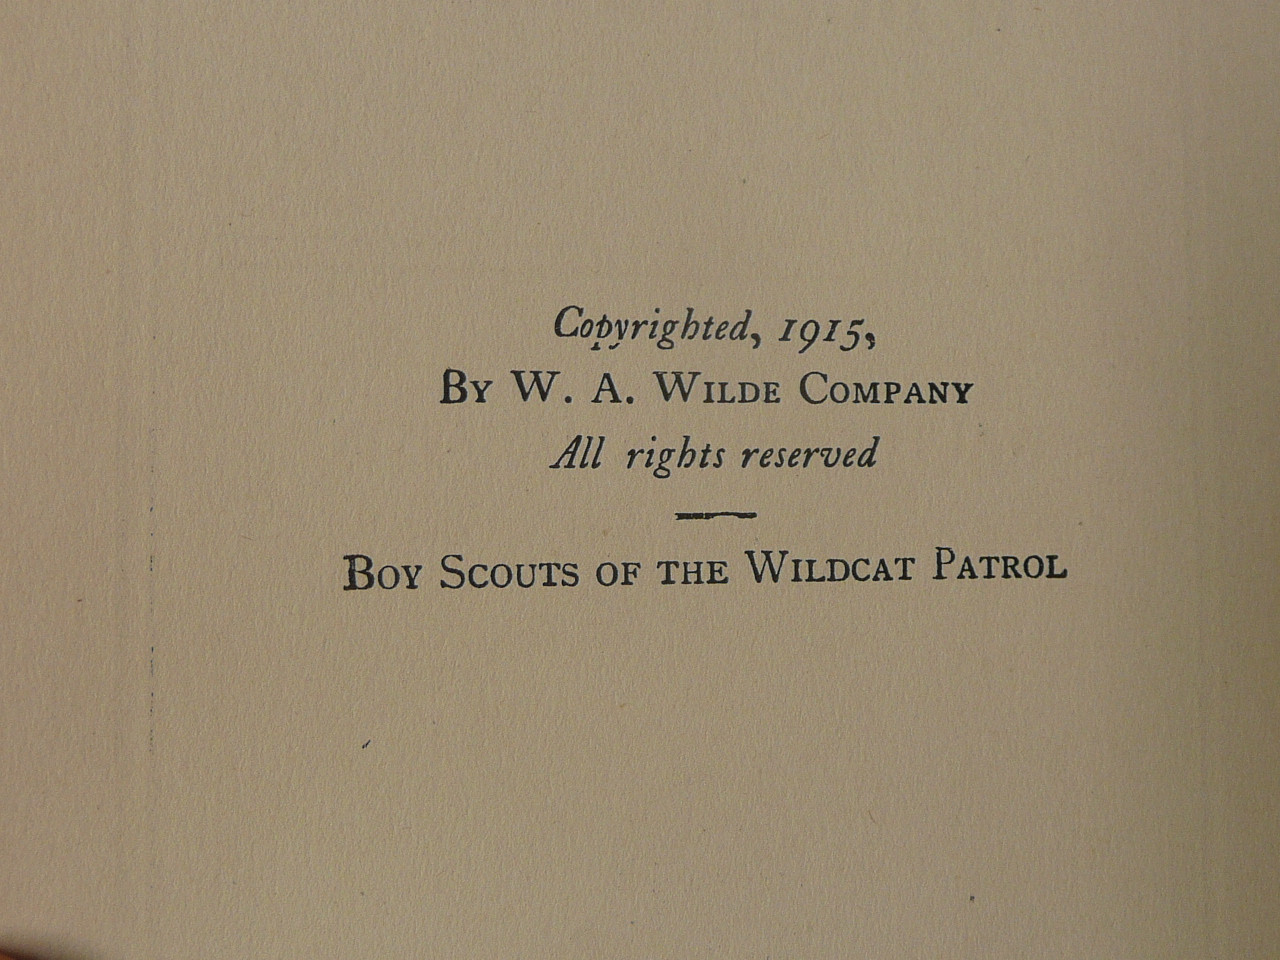 Copyrighted, 1915,
By W. A. Wilde Company
All rights reserved
Boy Scouts of the Wildcat Patrol